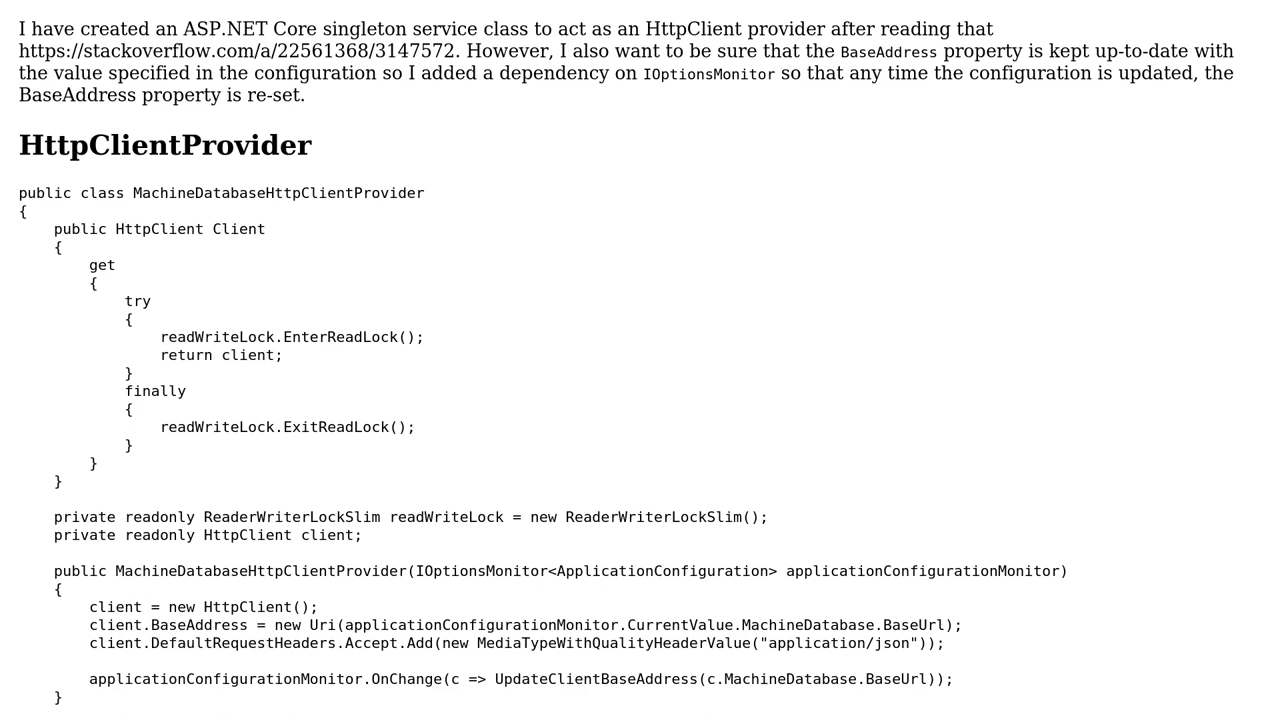 I have created an ASP.NET Core singleton service class to act as an HttpClient provider after reading that
https://stackoverflow.com/a/22561368/3147572. However, I also want to be sure that the BaseAddress property is kept up-to-date with
the value specified in the configuration so I added a dependency on IOptionsMonitor so that any time the configuration is updated, the
BaseAddress property is re-set.
HttpClientProvider
public class MachineDatabaseHttpClientProvider
{
    public HttpClient Client
    {
        get
        {
            try
            {
                readWriteLock.EnterReadLock();
                return client;
            }
            finally
            {
                readWriteLock.ExitReadLock();
            }
        }
    }

    private readonly ReaderWriterLockSlim readWriteLock = new ReaderWriterLockSlim();
    private readonly HttpClient client;

    public MachineDatabaseHttpClientProvider(IOptionsMonitor<ApplicationConfiguration> applicationConfigurationMonitor)
    {
        client = new HttpClient();
        client.BaseAddress = new Uri(applicationConfigurationMonitor.CurrentValue.MachineDatabase.BaseUrl);
        client.DefaultRequestHeaders.Accept.Add(new MediaTypeWithQualityHeaderValue("application/json"));

        applicationConfigurationMonitor.OnChange(c => UpdateClientBaseAddress(c.MachineDatabase.BaseUrl));
    }